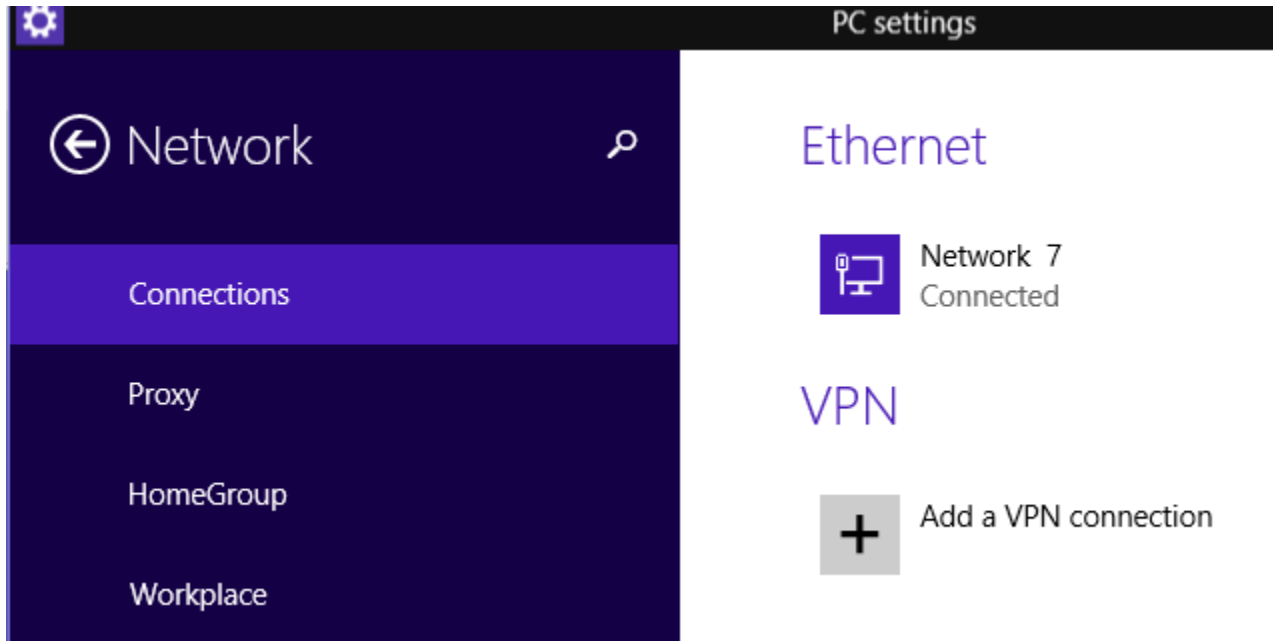 PC settings
Network
Connections
Proxy
HomeGroup
Workplace
Ethernet
Network 7
Connected
VPN
Add a VPN connection